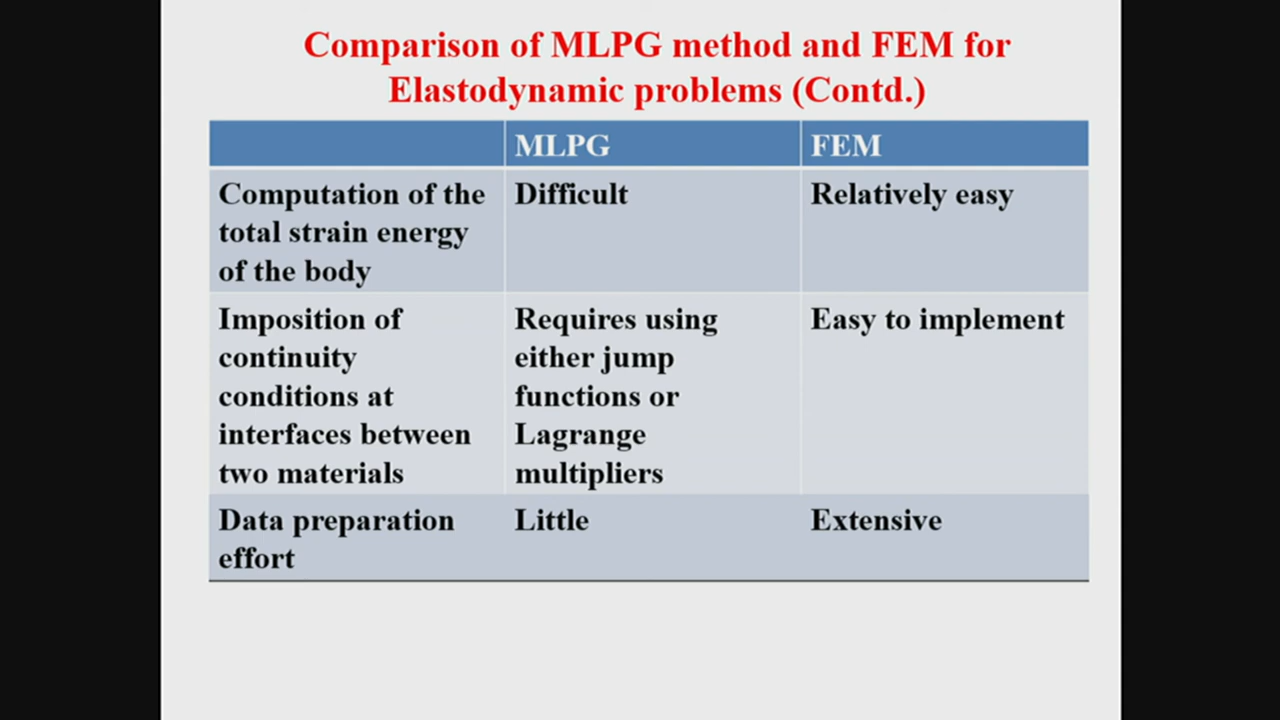 Comparison of MLPG method and FEM for
Elastodynamic problems (Contd.)
MLPG
FEM
Computation of the
total strain energy
of the body
Difficult
Relatively easy
Imposition of
continuity
conditions at
interfaces between
two materials
Requires using
either jump
functions or
Lagrange
multipliers
Easy to implement
Data preparation
effort
Little
Extensive